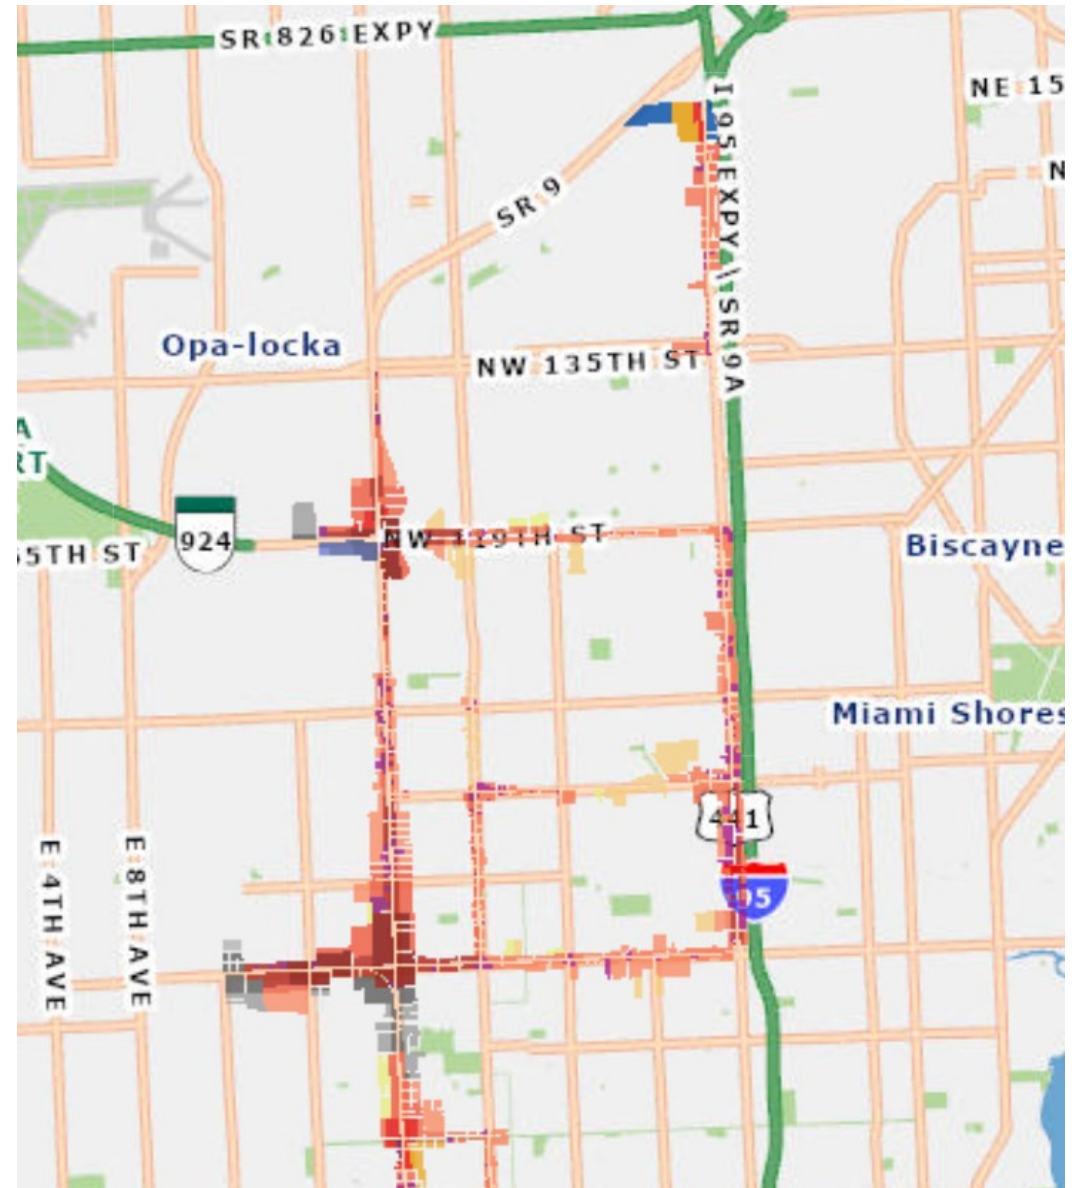 SR 826 EXPY
NE 15
I 95 EXPY \ SR 9A
N
SR 9
Opa-locka
NW 135TH ST
A
RT
924
NW 119TH ST
5TH ST
Biscayne
Miami Shores
441
95
E 4TH AVE
E 8TH AVE